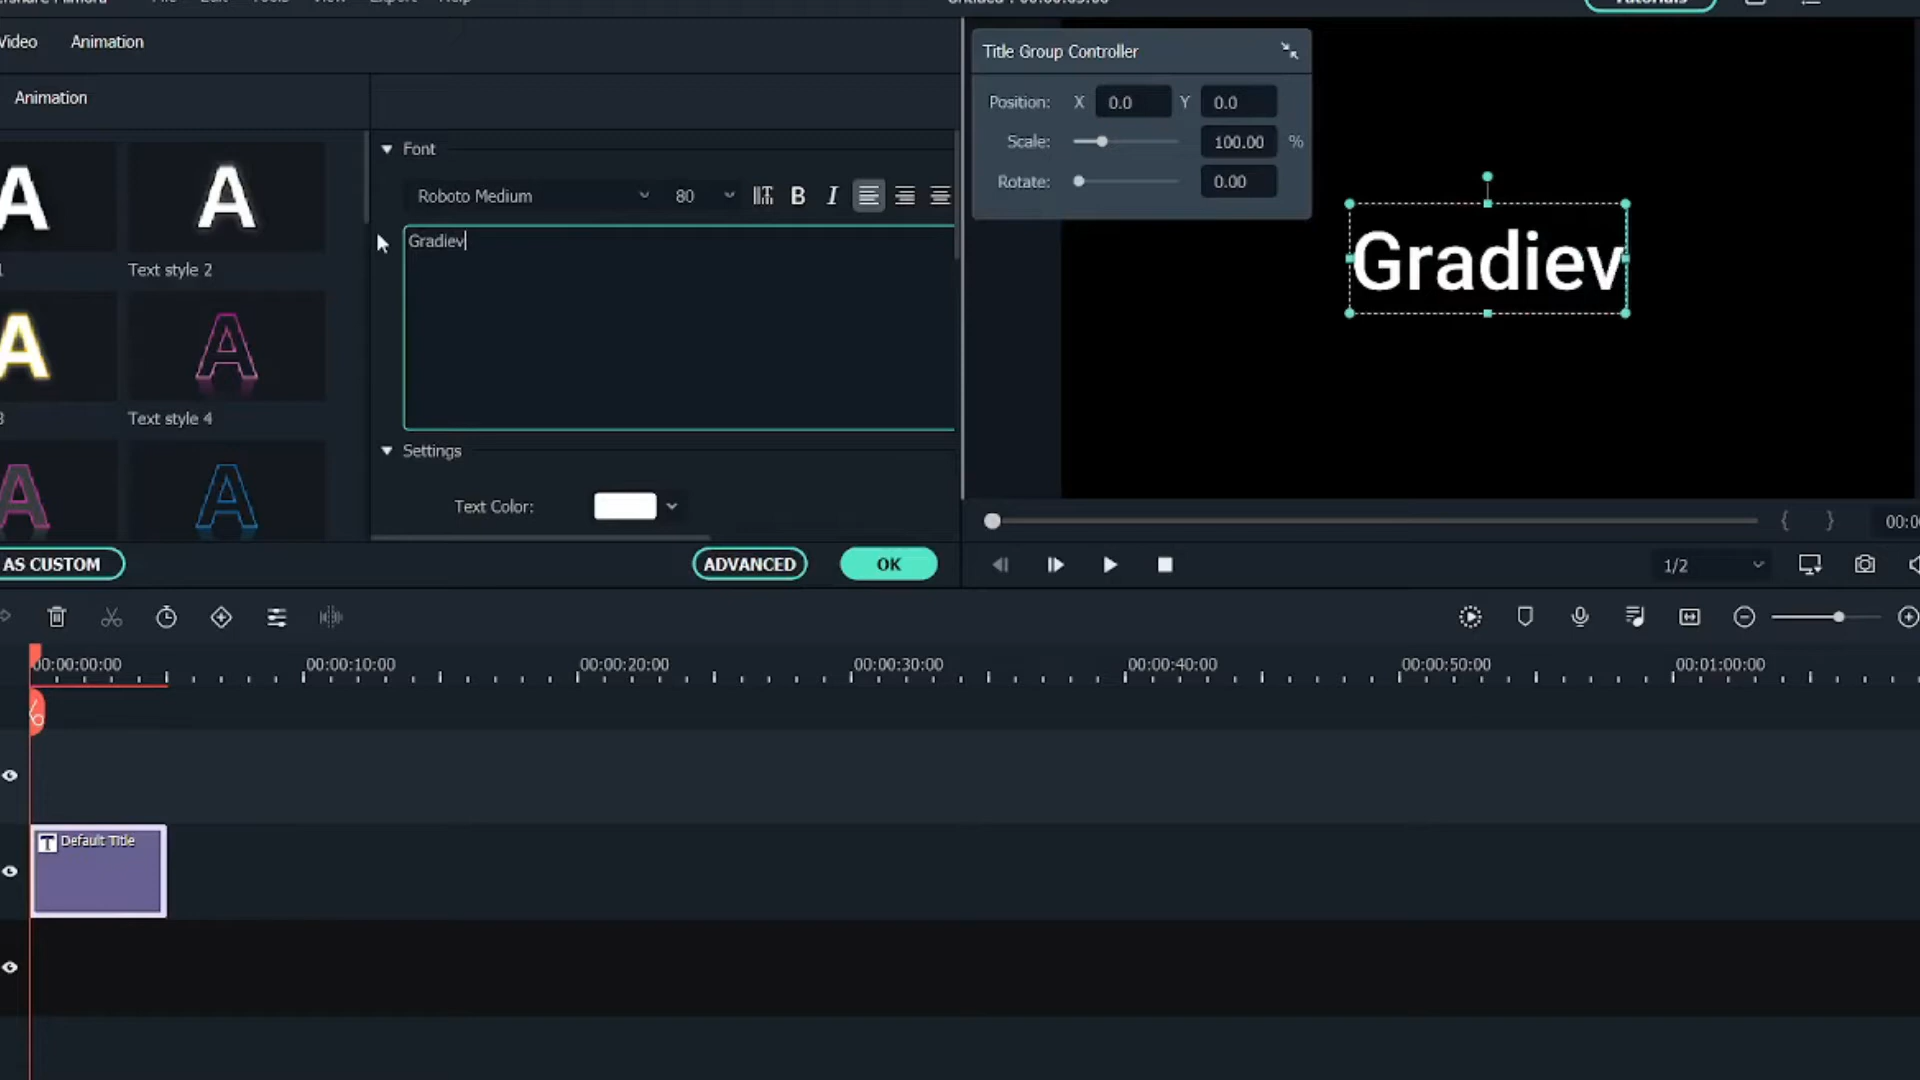 Video Animation
Animation
Text style 2
Text style 4
AS CUSTOM
Font
Roboto Medium 80 B I
Gradiev
Settings
Text Color:
ADVANCED OK
Title Group Controller
Position: X 0.0 Y 0.0
Scale: 100.00 %
Rotate: 0.00
Gradiev
{ } 00:00
1/2
00:00:00:00 00:00:10:00 00:00:20:00 00:00:30:00 00:00:40:00 00:00:50:00 00:01:00:00
T Default Title